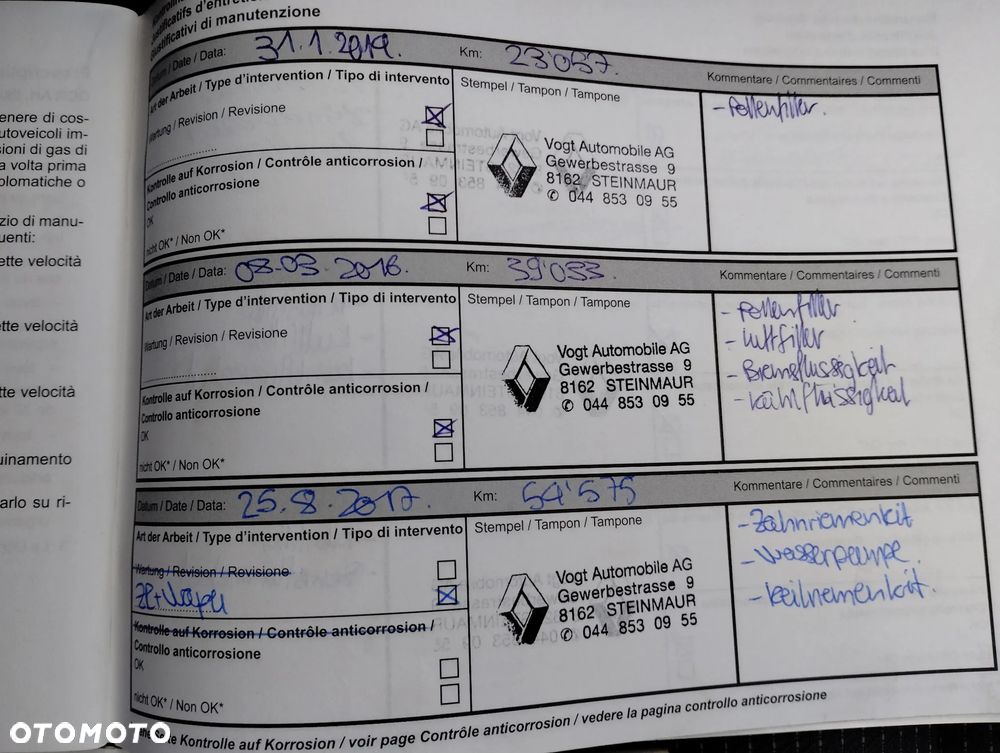 Justificatifs d'entretien
Giustificativi di manutenzione
enere di cos-
utoveicoli im-
sioni di gas di
a volta prima
olomatiche o
zio di manu-
uenti:
ette velocità
ette velocità
ette velocità
uinamento
arlo su ri-
Datum / Date / Data: 31.1.2014. Km: 23'057. Kommentare / Commentaires / Commenti
Art der Arbeit / Type d'intervention / Tipo di intervento
Stempel / Tampon / Tampone
- Pollenfilter.
Wartung / Revision / Revisione
Vogt Automobile AG
Gewerbestrasse 9
8162 STEINMAUR
✆ 044 853 09 55
Kontrolle auf Korrosion / Contrôle anticorrosion /
Controllo anticorrosione
OK
nicht OK* / Non OK*
Datum / Date / Data: 08-03-2016. Km: 39'033. Kommentare / Commentaires / Commenti
Art der Arbeit / Type d'intervention / Tipo di intervento
Stempel / Tampon / Tampone
- Pollenfilter
- Luftfilter
- Bremsflüssigkeit
- Kühlflüssigkeit
Wartung / Revision / Revisione
Vogt Automobile AG
Gewerbestrasse 9
8162 STEINMAUR
✆ 044 853 09 55
Kontrolle auf Korrosion / Contrôle anticorrosion /
Controllo anticorrosione
OK
nicht OK* / Non OK*
Datum / Date / Data: 25.8.2017. Km: 54'575 Kommentare / Commentaires / Commenti
Art der Arbeit / Type d'intervention / Tipo di intervento
Stempel / Tampon / Tampone
- Zahnriemenkit
- Wasserpumpe.
- Keilriemenkit.
Wartung / Revision / Revisione
ZR + Wapu
Vogt Automobile AG
Gewerbestrasse 9
8162 STEINMAUR
✆ 044 853 09 55
Kontrolle auf Korrosion / Contrôle anticorrosion /
Controllo anticorrosione
OK
nicht OK* / Non OK*
Kontrolle auf Korrosion / voir page Contrôle anticorrosion / vedere la pagina controllo anticorrosione
OTOMOTO